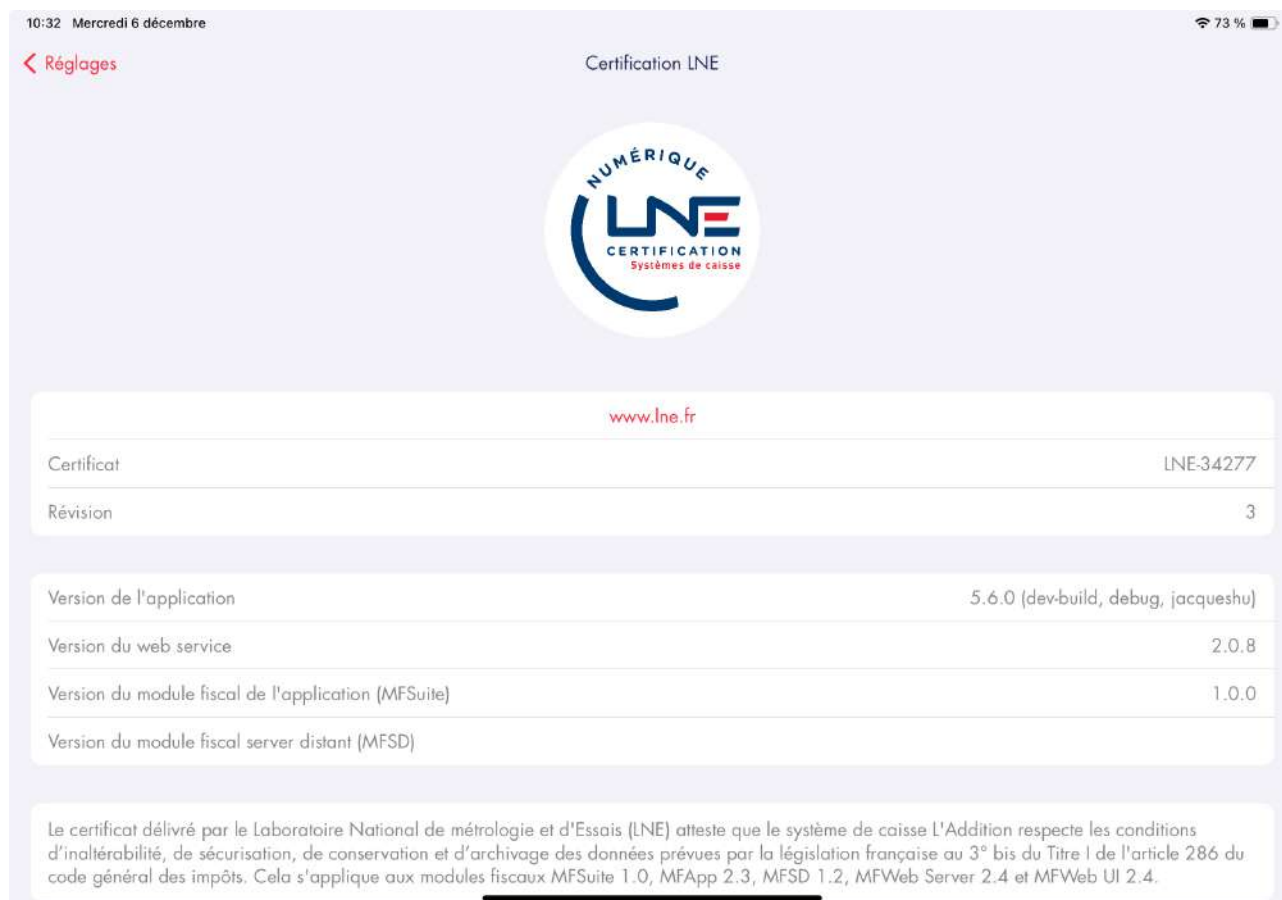 10:32 Mercredi 6 décembre
73 %
Réglages
Certification LNE
NUMÉRIQUE
LNE
CERTIFICATION
Systèmes de caisse
www.lne.fr
Certificat LNE-34277
Révision 3
Version de l'application 5.6.0 (dev-build, debug, jacqueshu)
Version du web service 2.0.8
Version du module fiscal de l'application (MFSuite) 1.0.0
Version du module fiscal server distant (MFSD)
Le certificat délivré par le Laboratoire National de métrologie et d'Essais (LNE) atteste que le système de caisse L'Addition respecte les conditions
d’inaltérabilité, de sécurisation, de conservation et d’archivage des données prévues par la législation française au 3° bis du Titre I de l'article 286 du
code général des impôts. Cela s'applique aux modules fiscaux MFSuite 1.0, MFApp 2.3, MFSD 1.2, MFWeb Server 2.4 et MFWeb UI 2.4.